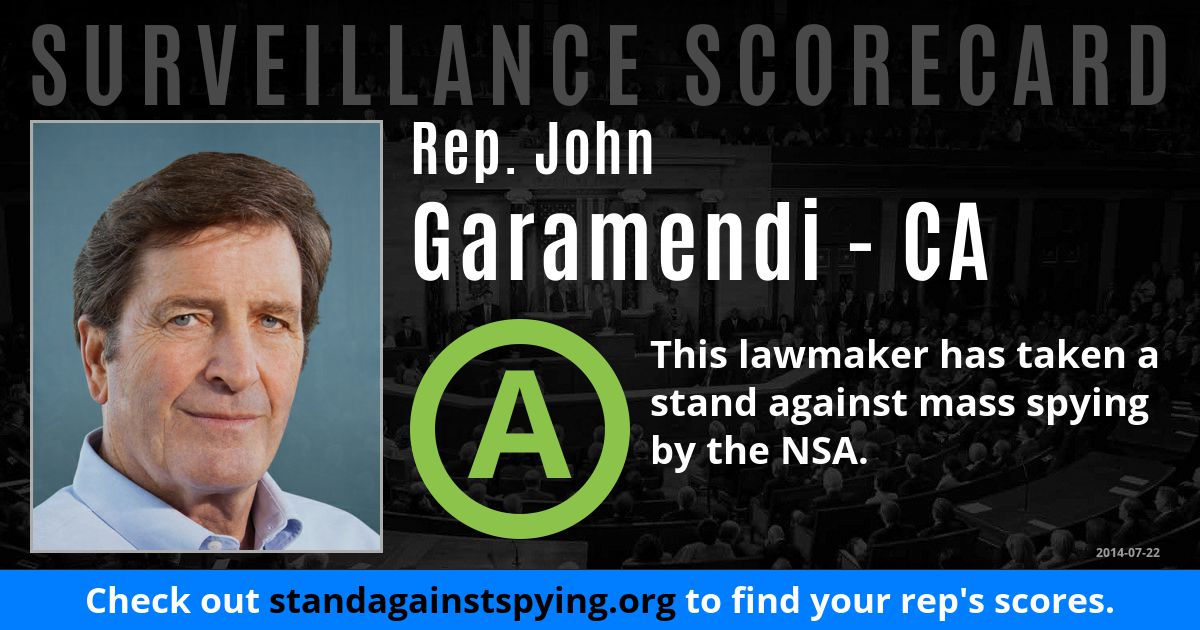 SURVEILLANCE SCORECARD
Rep. John
Garamendi - CA
A
This lawmaker has taken a
stand against mass spying
by the NSA.
2014-07-22
Check out standagainstspying.org to find your rep's scores.